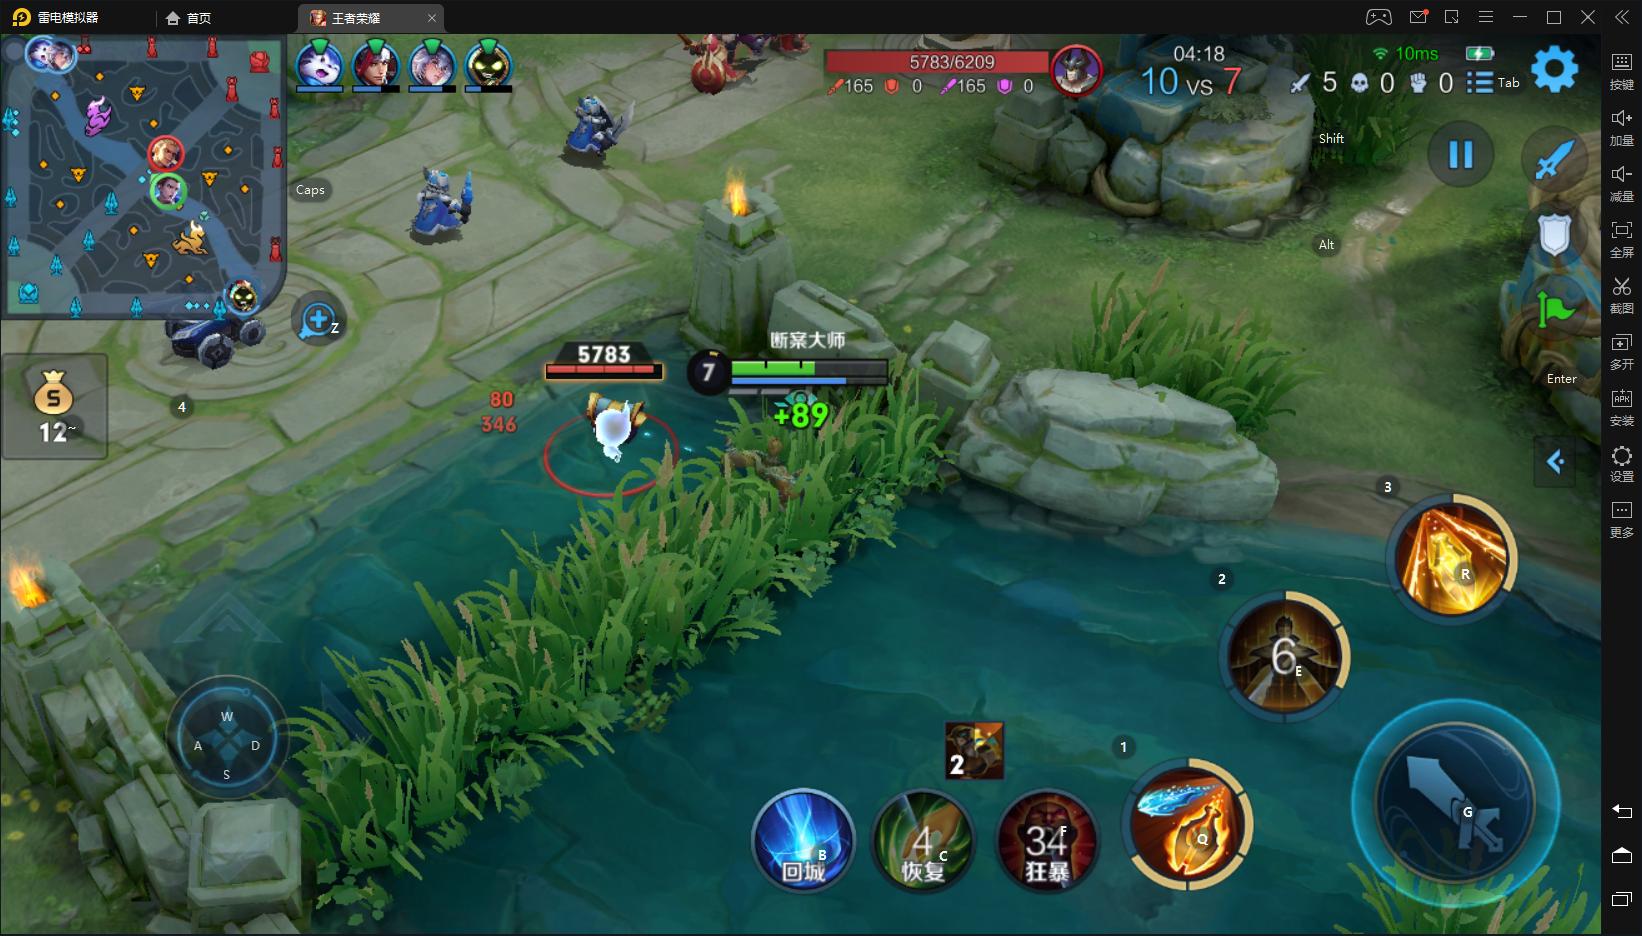 雷电模拟器
首页
王者荣耀
5783/6209
165
0
165
0
04:18
10 vs 7
10ms
5
0
0
Tab
Shift
Caps
Alt
Z
Enter
S
12~
4
5783
80
346
断案大师
7
+89
3
R
2
6
E
1
W
A
D
S
2
回城
B
4
恢复
C
34
狂暴
F
Q
G
按键
加量
减量
全屏
截图
多开
APK
安装
设置
更多